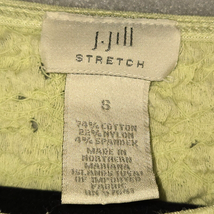 J.Jill
STRETCH
S
74% COTTON
22% NYLON
4% SPANDEX
MADE IN
NORTHERN
MARIANA
ISLANDS (USA)
OF IMPORTED
FABRIC